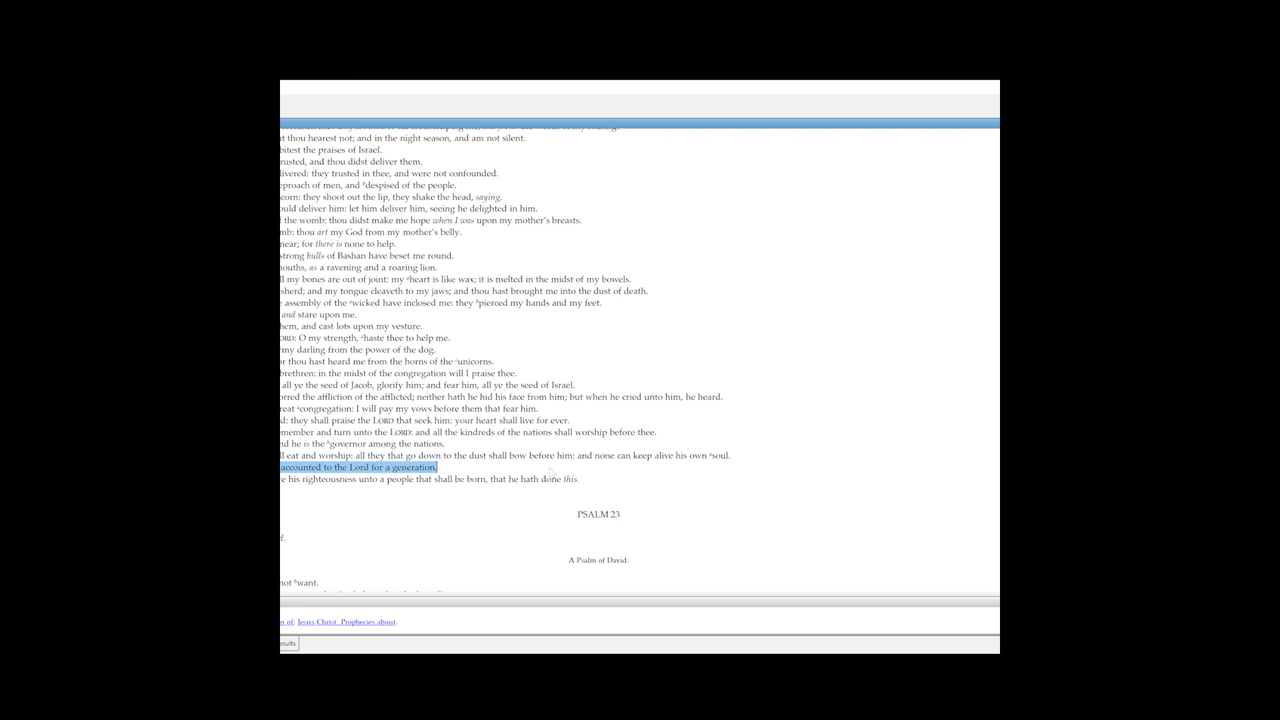 t thou hearest not; and in the night season, and am not silent.
bitest the praises of Israel.
rusted, and thou didst deliver them.
livered: they trusted in thee, and were not confounded.
eproach of men, and ᵇdespised of the people.
corn: they shoot out the lip, they shake the head, saying,
ould deliver him: let him deliver him, seeing he delighted in him.
f the womb: thou didst make me hope when I was upon my mother's breasts.
mb: thou art my God from my mother's belly.
near; for there is none to help.
strong bulls of Bashan have beset me round.
nouths, as a ravening and a roaring lion.
ll my bones are out of joint: my ᵃheart is like wax; it is melted in the midst of my bowels.
sherd; and my tongue cleaveth to my jaws; and thou hast brought me into the dust of death.
e assembly of the ᵃwicked have inclosed me: they ᵇpierced my hands and my feet.
and stare upon me.
hem, and cast lots upon my vesture.
ORD: O my strength, ᵃhaste thee to help me.
my darling from the power of the dog.
or thou hast heard me from the horns of the ᶜunicorns.
brethren: in the midst of the congregation will I praise thee.
all ye the seed of Jacob, glorify him; and fear him, all ye the seed of Israel.
orred the affliction of the afflicted; neither hath he hid his face from him; but when he cried unto him, he heard.
reat ᵃcongregation: I will pay my vows before them that fear him.
d: they shall praise the LORD that seek him: your heart shall live for ever.
emember and turn unto the LORD: and all the kindreds of the nations shall worship before thee.
nd he is the ᵇgovernor among the nations.
ll eat and worship: all they that go down to the dust shall bow before him: and none can keep alive his own ᵃsoul.
accounted to the Lord for a generation.
e his righteousness unto a people that shall be born, that he hath done this.
PSALM 23
d.
A Psalm of David.
not ᵇwant.
n of; Jesus Christ, Prophecies about.
esults